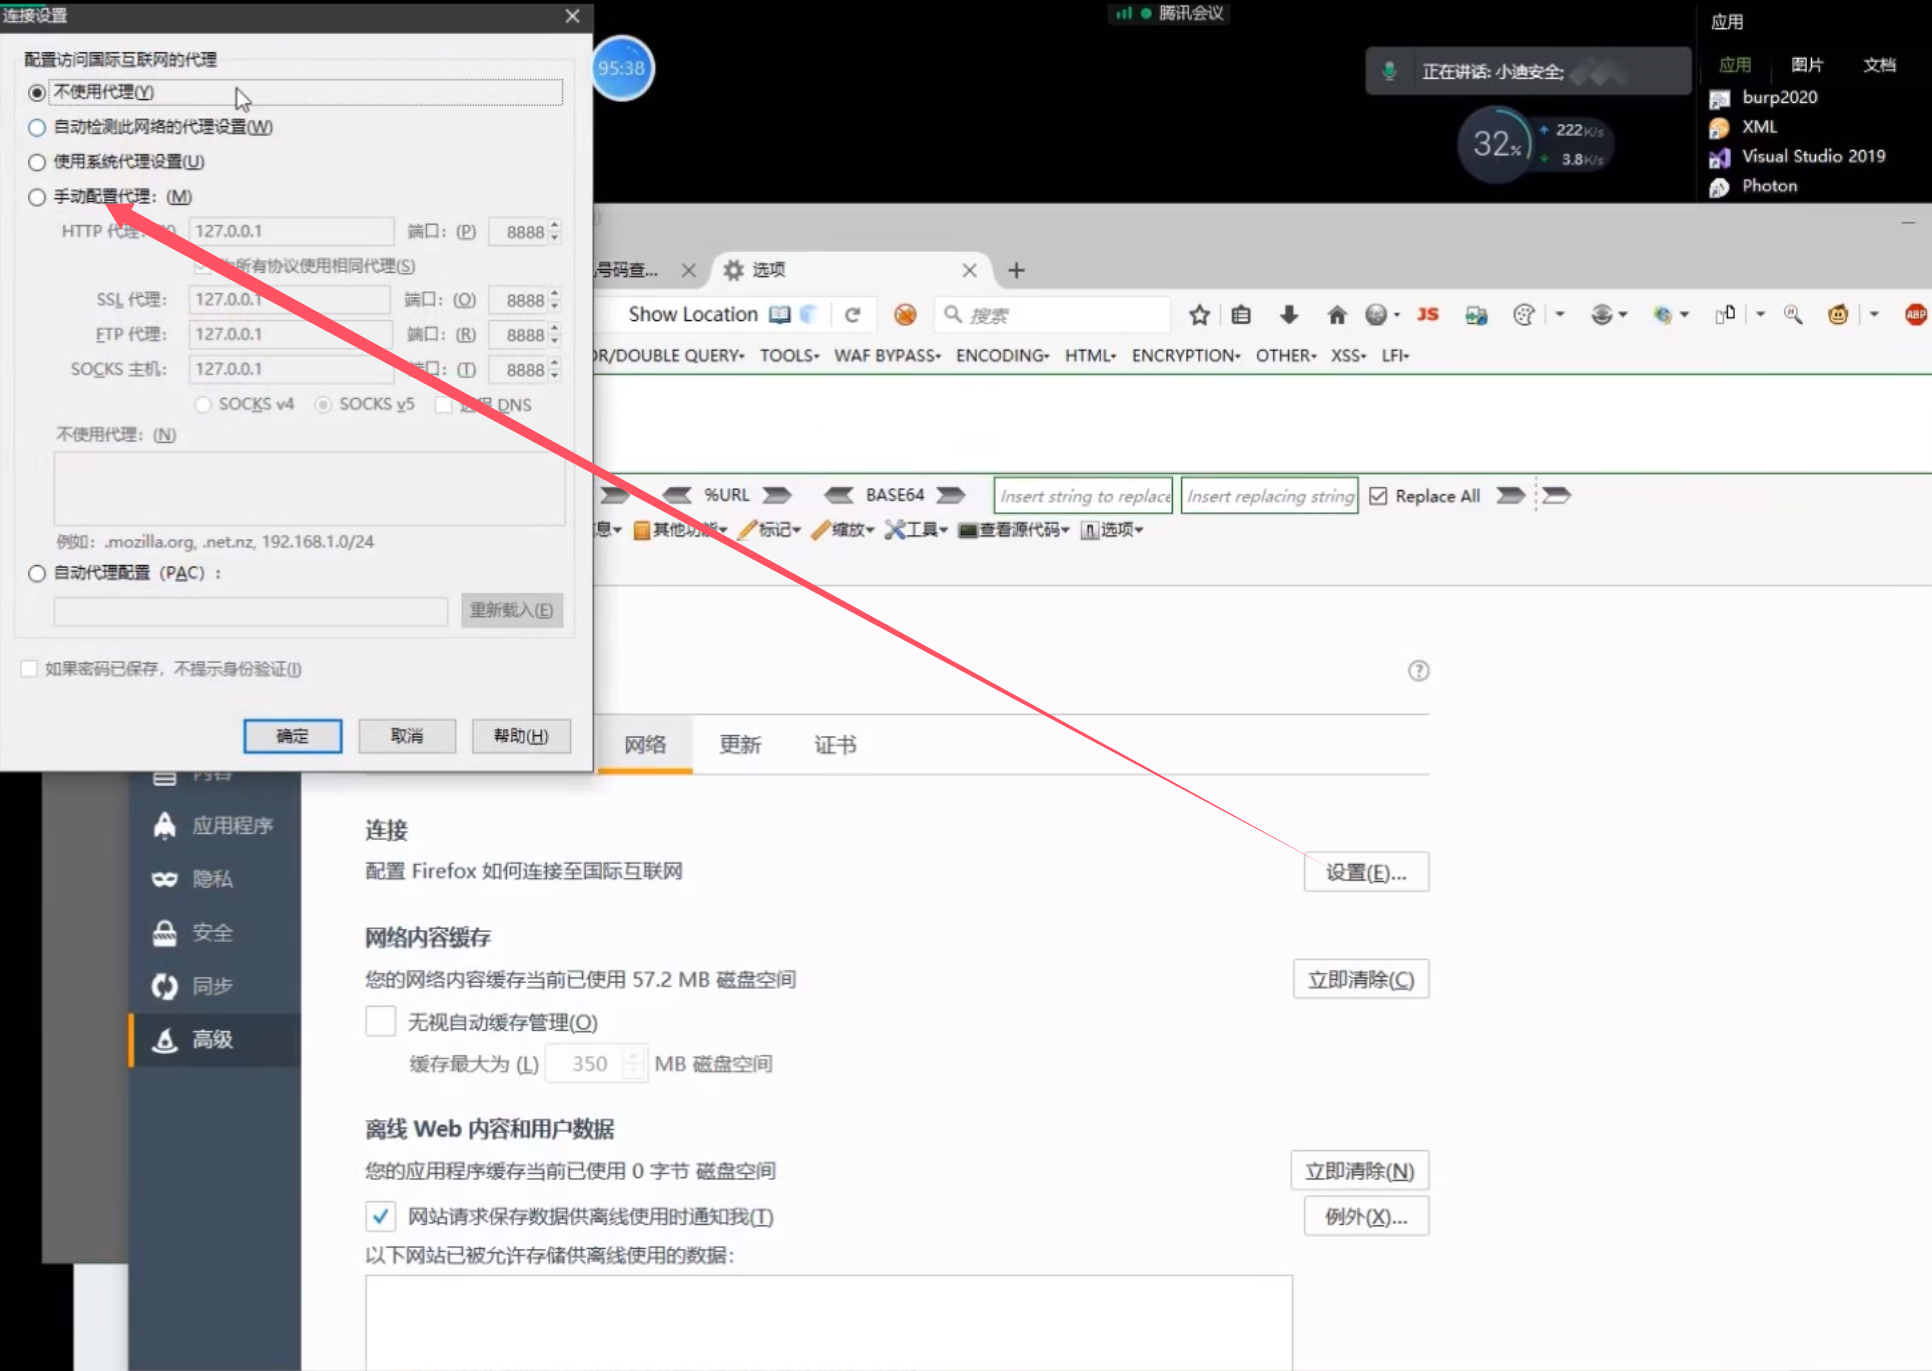 连接设置
配置访问国际互联网的代理
不使用代理(Y)
自动检测此网络的代理设置(W)
使用系统代理设置(U)
手动配置代理： (M)
HTTP 代理:
127.0.0.1
端口: (P)
8888
所有协议使用相同代理(S)
SSL 代理:
127.0.0.1
端口: (O)
8888
FTP 代理:
127.0.0.1
端口: (R)
8888
SOCKS 主机:
127.0.0.1
口: (T)
8888
SOCKS v4
SOCKS v5
DNS
不使用代理: (N)
例如: .mozilla.org, .net.nz, 192.168.1.0/24
自动代理配置 (PAC) :
重新载入(E)
如果密码已保存，不提示身份验证(I)
确定
取消
帮助(H)
95:38
腾讯会议
正在讲话: 小迪安全;
32%
222K/s
3.8K/s
应用
应用
图片
文档
burp2020
XML
Visual Studio 2019
Photon
号码查...
选项
Show Location
搜索
JS
ABP
R/DOUBLE QUERY
TOOLS
WAF BYPASS
ENCODING
HTML
ENCRYPTION
OTHER
XSS
LFI
%URL
BASE64
Insert string to replace
Insert replacing string
Replace All
息
其他功能
标记
缩放
工具
查看源代码
选项
网络
更新
证书
内容
应用程序
隐私
安全
同步
高级
连接
配置 Firefox 如何连接至国际互联网
设置(E)...
网络内容缓存
您的网络内容缓存当前已使用 57.2 MB 磁盘空间
立即清除(C)
无视自动缓存管理(O)
缓存最大为 (L)
350
MB 磁盘空间
离线 Web 内容和用户数据
您的应用程序缓存当前已使用 0 字节 磁盘空间
立即清除(N)
网站请求保存数据供离线使用时通知我(T)
例外(X)...
以下网站已被允许存储供离线使用的数据: